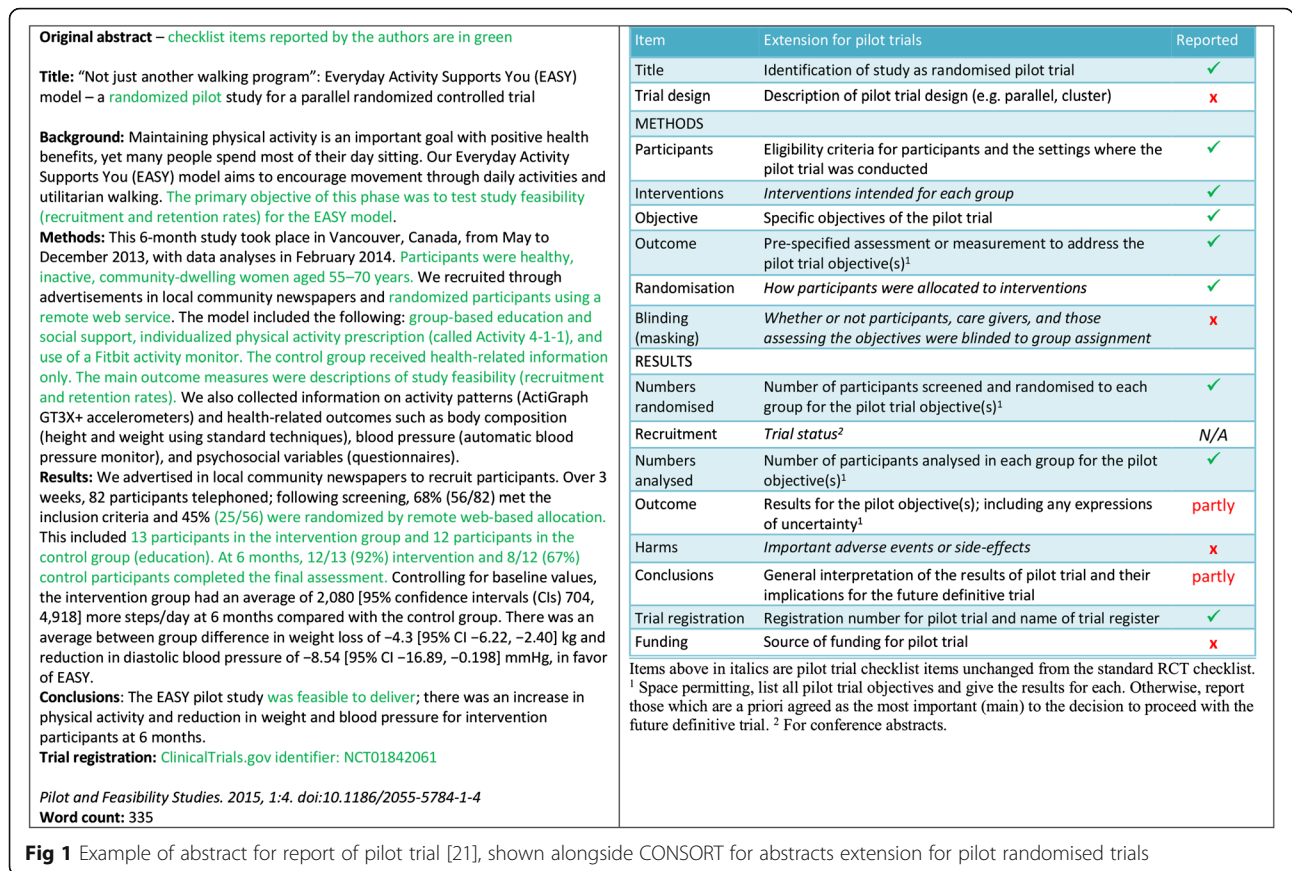 Original abstract – checklist items reported by the authors are in green
Title: “Not just another walking program”: Everyday Activity Supports You (EASY)
model – a randomized pilot study for a parallel randomized controlled trial
Background: Maintaining physical activity is an important goal with positive health
benefits, yet many people spend most of their day sitting. Our Everyday Activity
Supports You (EASY) model aims to encourage movement through daily activities and
utilitarian walking. The primary objective of this phase was to test study feasibility
(recruitment and retention rates) for the EASY model.
Methods: This 6-month study took place in Vancouver, Canada, from May to
December 2013, with data analyses in February 2014. Participants were healthy,
inactive, community-dwelling women aged 55–70 years. We recruited through
advertisements in local community newspapers and randomized participants using a
remote web service. The model included the following: group-based education and
social support, individualized physical activity prescription (called Activity 4-1-1), and
use of a Fitbit activity monitor. The control group received health-related information
only. The main outcome measures were descriptions of study feasibility (recruitment
and retention rates). We also collected information on activity patterns (ActiGraph
GT3X+ accelerometers) and health-related outcomes such as body composition
(height and weight using standard techniques), blood pressure (automatic blood
pressure monitor), and psychosocial variables (questionnaires).
Results: We advertised in local community newspapers to recruit participants. Over 3
weeks, 82 participants telephoned; following screening, 68% (56/82) met the
inclusion criteria and 45% (25/56) were randomized by remote web-based allocation.
This included 13 participants in the intervention group and 12 participants in the
control group (education). At 6 months, 12/13 (92%) intervention and 8/12 (67%)
control participants completed the final assessment. Controlling for baseline values,
the intervention group had an average of 2,080 [95% confidence intervals (CIs) 704,
4,918] more steps/day at 6 months compared with the control group. There was an
average between group difference in weight loss of −4.3 [95% CI −6.22, −2.40] kg and
reduction in diastolic blood pressure of −8.54 [95% CI −16.89, −0.198] mmHg, in favor
of EASY.
Conclusions: The EASY pilot study was feasible to deliver; there was an increase in
physical activity and reduction in weight and blood pressure for intervention
participants at 6 months.
Trial registration: ClinicalTrials.gov identifier: NCT01842061
Pilot and Feasibility Studies. 2015, 1:4. doi:10.1186/2055-5784-1-4
Word count: 335
Item Extension for pilot trials Reported
Title Identification of study as randomised pilot trial ✓
Trial design Description of pilot trial design (e.g. parallel, cluster) x
METHODS
Participants Eligibility criteria for participants and the settings where the ✓
pilot trial was conducted
Interventions Interventions intended for each group ✓
Objective Specific objectives of the pilot trial ✓
Outcome Pre-specified assessment or measurement to address the ✓
pilot trial objective(s)¹
Randomisation How participants were allocated to interventions ✓
Blinding Whether or not participants, care givers, and those x
(masking) assessing the objectives were blinded to group assignment
RESULTS
Numbers Number of participants screened and randomised to each ✓
randomised group for the pilot trial objective(s)¹
Recruitment Trial status² N/A
Numbers Number of participants analysed in each group for the pilot ✓
analysed objective(s)¹
Outcome Results for the pilot objective(s); including any expressions partly
of uncertainty¹
Harms Important adverse events or side-effects x
Conclusions General interpretation of the results of pilot trial and their partly
implications for the future definitive trial
Trial registration Registration number for pilot trial and name of trial register ✓
Funding Source of funding for pilot trial x
Items above in italics are pilot trial checklist items unchanged from the standard RCT checklist.
¹ Space permitting, list all pilot trial objectives and give the results for each. Otherwise, report
those which are a priori agreed as the most important (main) to the decision to proceed with the
future definitive trial. ² For conference abstracts.
Fig 1 Example of abstract for report of pilot trial [21], shown alongside CONSORT for abstracts extension for pilot randomised trials